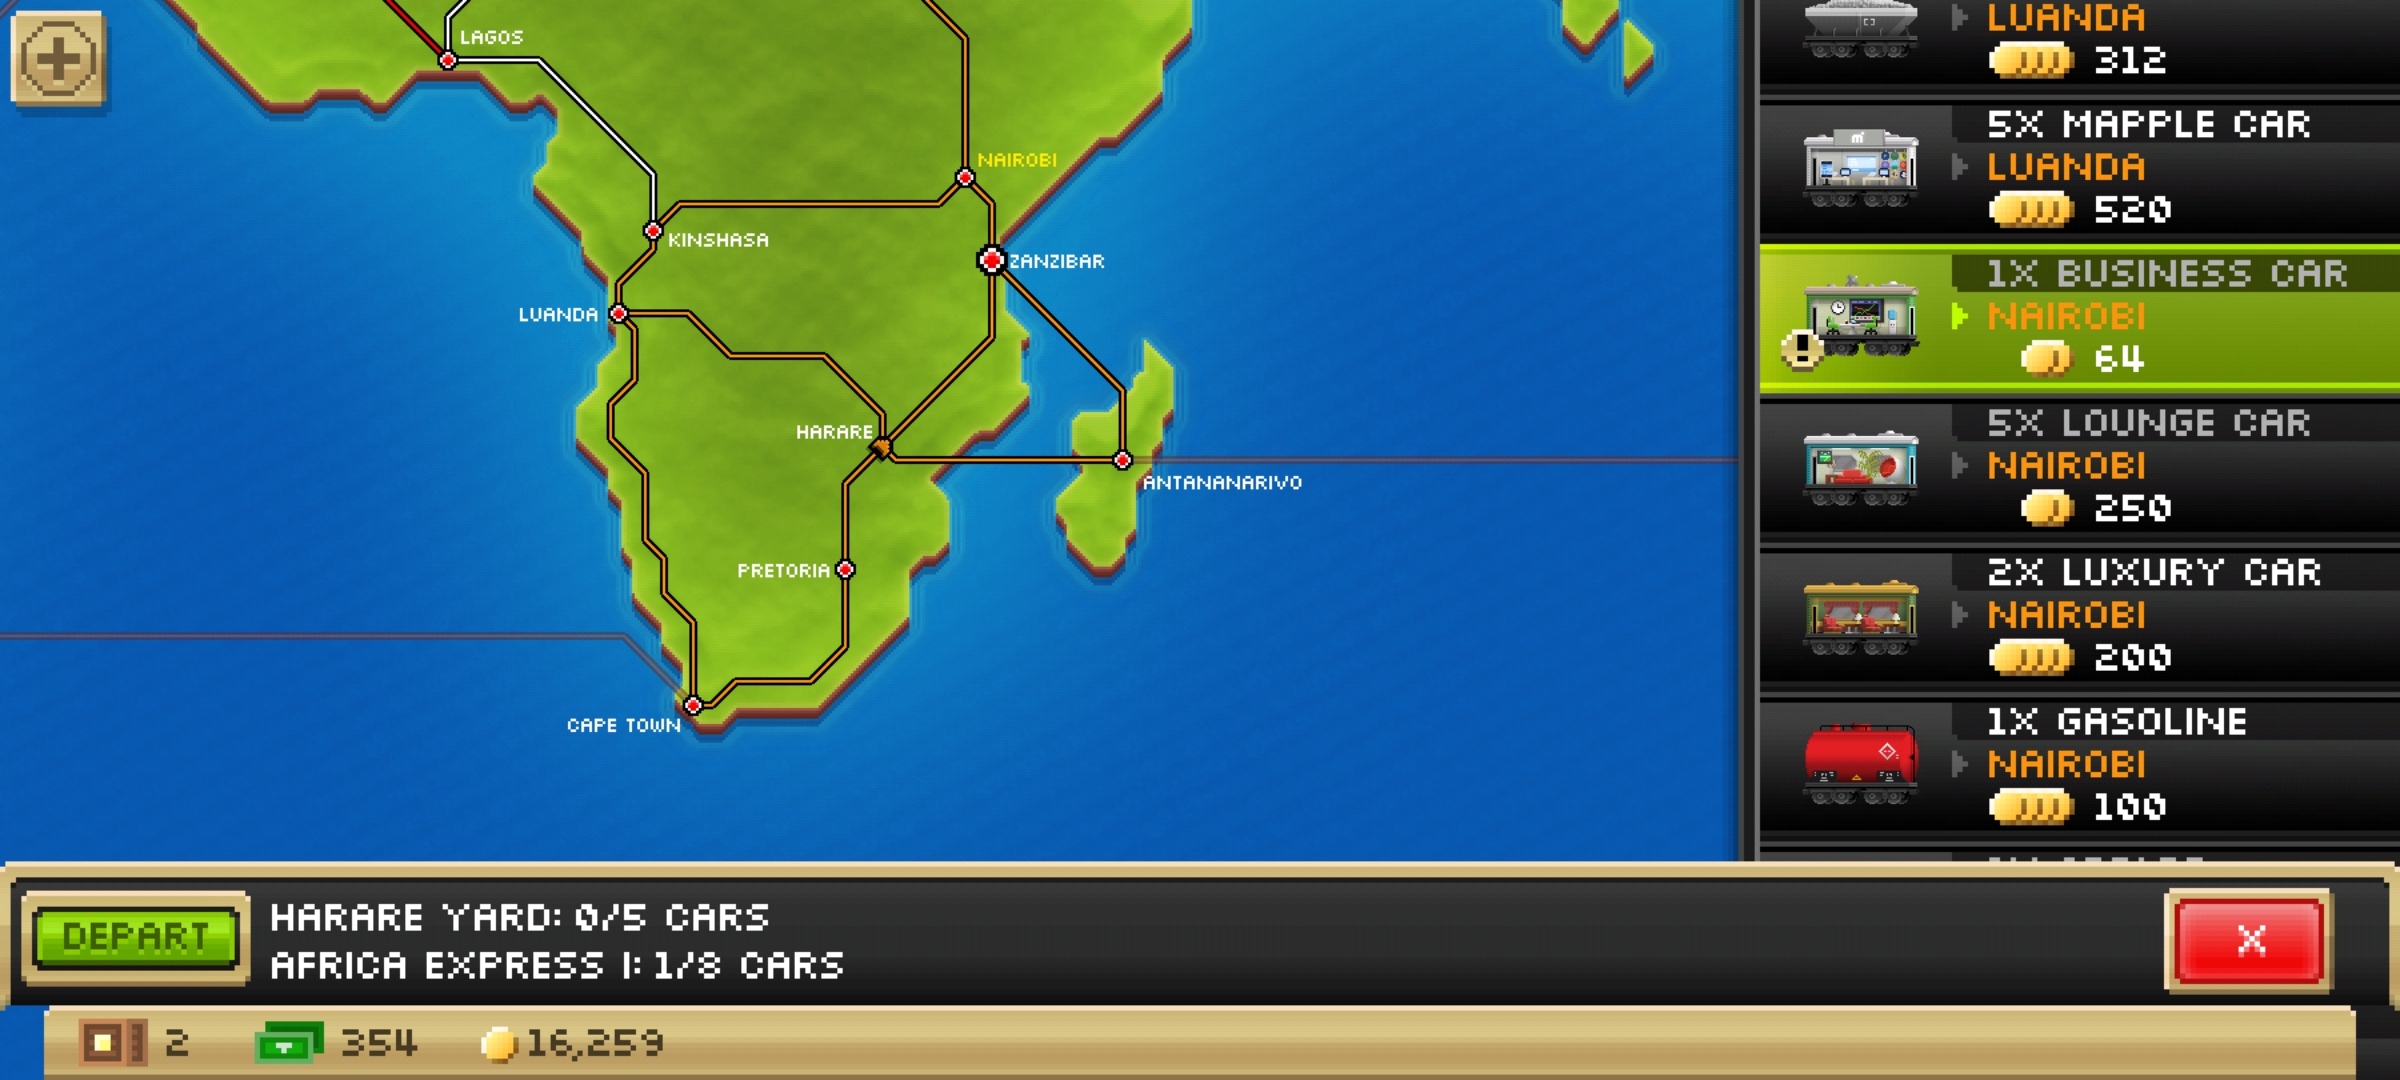 LAGOS
NAIROBI
KINSHASA
ZANZIBAR
LUANDA
HARARE
ANTANANARIVO
PRETORIA
CAPE TOWN
LUANDA
312
5X MAPPLE CAR
LUANDA
520
1X BUSINESS CAR
NAIROBI
64
5X LOUNGE CAR
NAIROBI
250
2X LUXURY CAR
NAIROBI
200
1X GASOLINE
NAIROBI
100
DEPART
HARARE YARD: 0/5 CARS
AFRICA EXPRESS I: 1/8 CARS
X
2
354
16,259